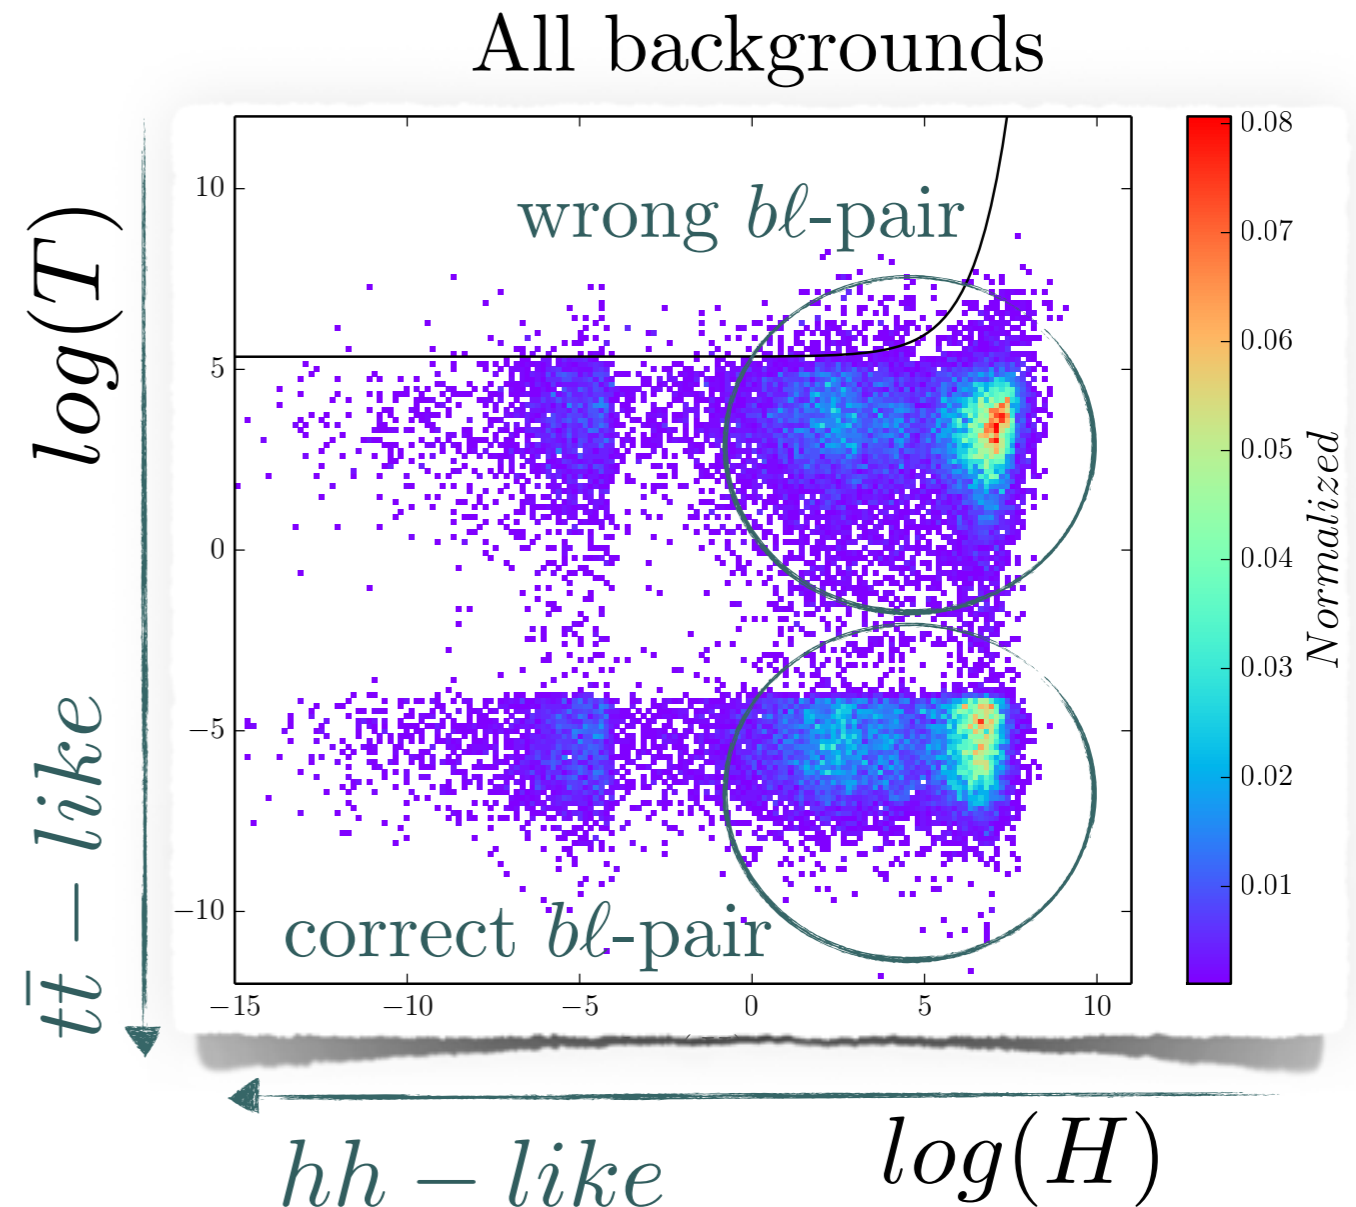 All backgrounds
log(T)
tt̄ − like
wrong bℓ-pair
correct bℓ-pair
10
5
0
−5
−10
−15
−10
−5
0
5
10
0.08
0.07
0.06
0.05
0.04
0.03
0.02
0.01
Normalized
hh − like
log(H)